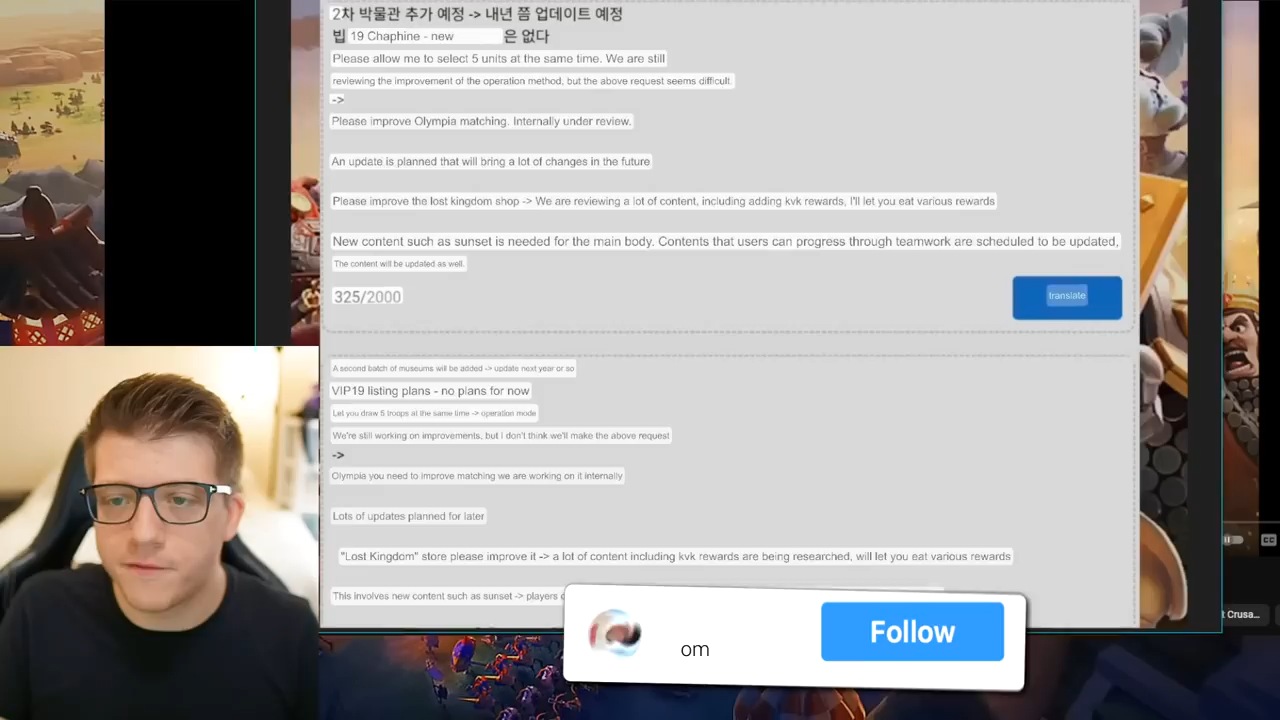 2차 박물관 추가 예정 -> 내년 쯤 업데이트 예정
빕 19 Chaphine - new 은 없다
Please allow me to select 5 units at the same time. We are still
reviewing the improvement of the operation method, but the above request seems difficult.
->
Please improve Olympia matching. Internally under review.
An update is planned that will bring a lot of changes in the future
Please improve the lost kingdom shop -> We are reviewing a lot of content, including adding kvk rewards, I'll let you eat various rewards
New content such as sunset is needed for the main body. Contents that users can progress through teamwork are scheduled to be updated,
The content will be updated as well.
325/2000
translate
A second batch of museums will be added -> update next year or so
VIP19 listing plans - no plans for now
Let you draw 5 troops at the same time -> operation mode
We're still working on improvements, but i don't think we'll make the above request
->
Olympia you need to improve matching we are working on it internally
Lots of updates planned for later
"Lost Kingdom" store please improve it -> a lot of content including kvk rewards are being researched, will let you eat various rewards
This involves new content such as sunset -> players
om
Follow
CC
t Crusa...